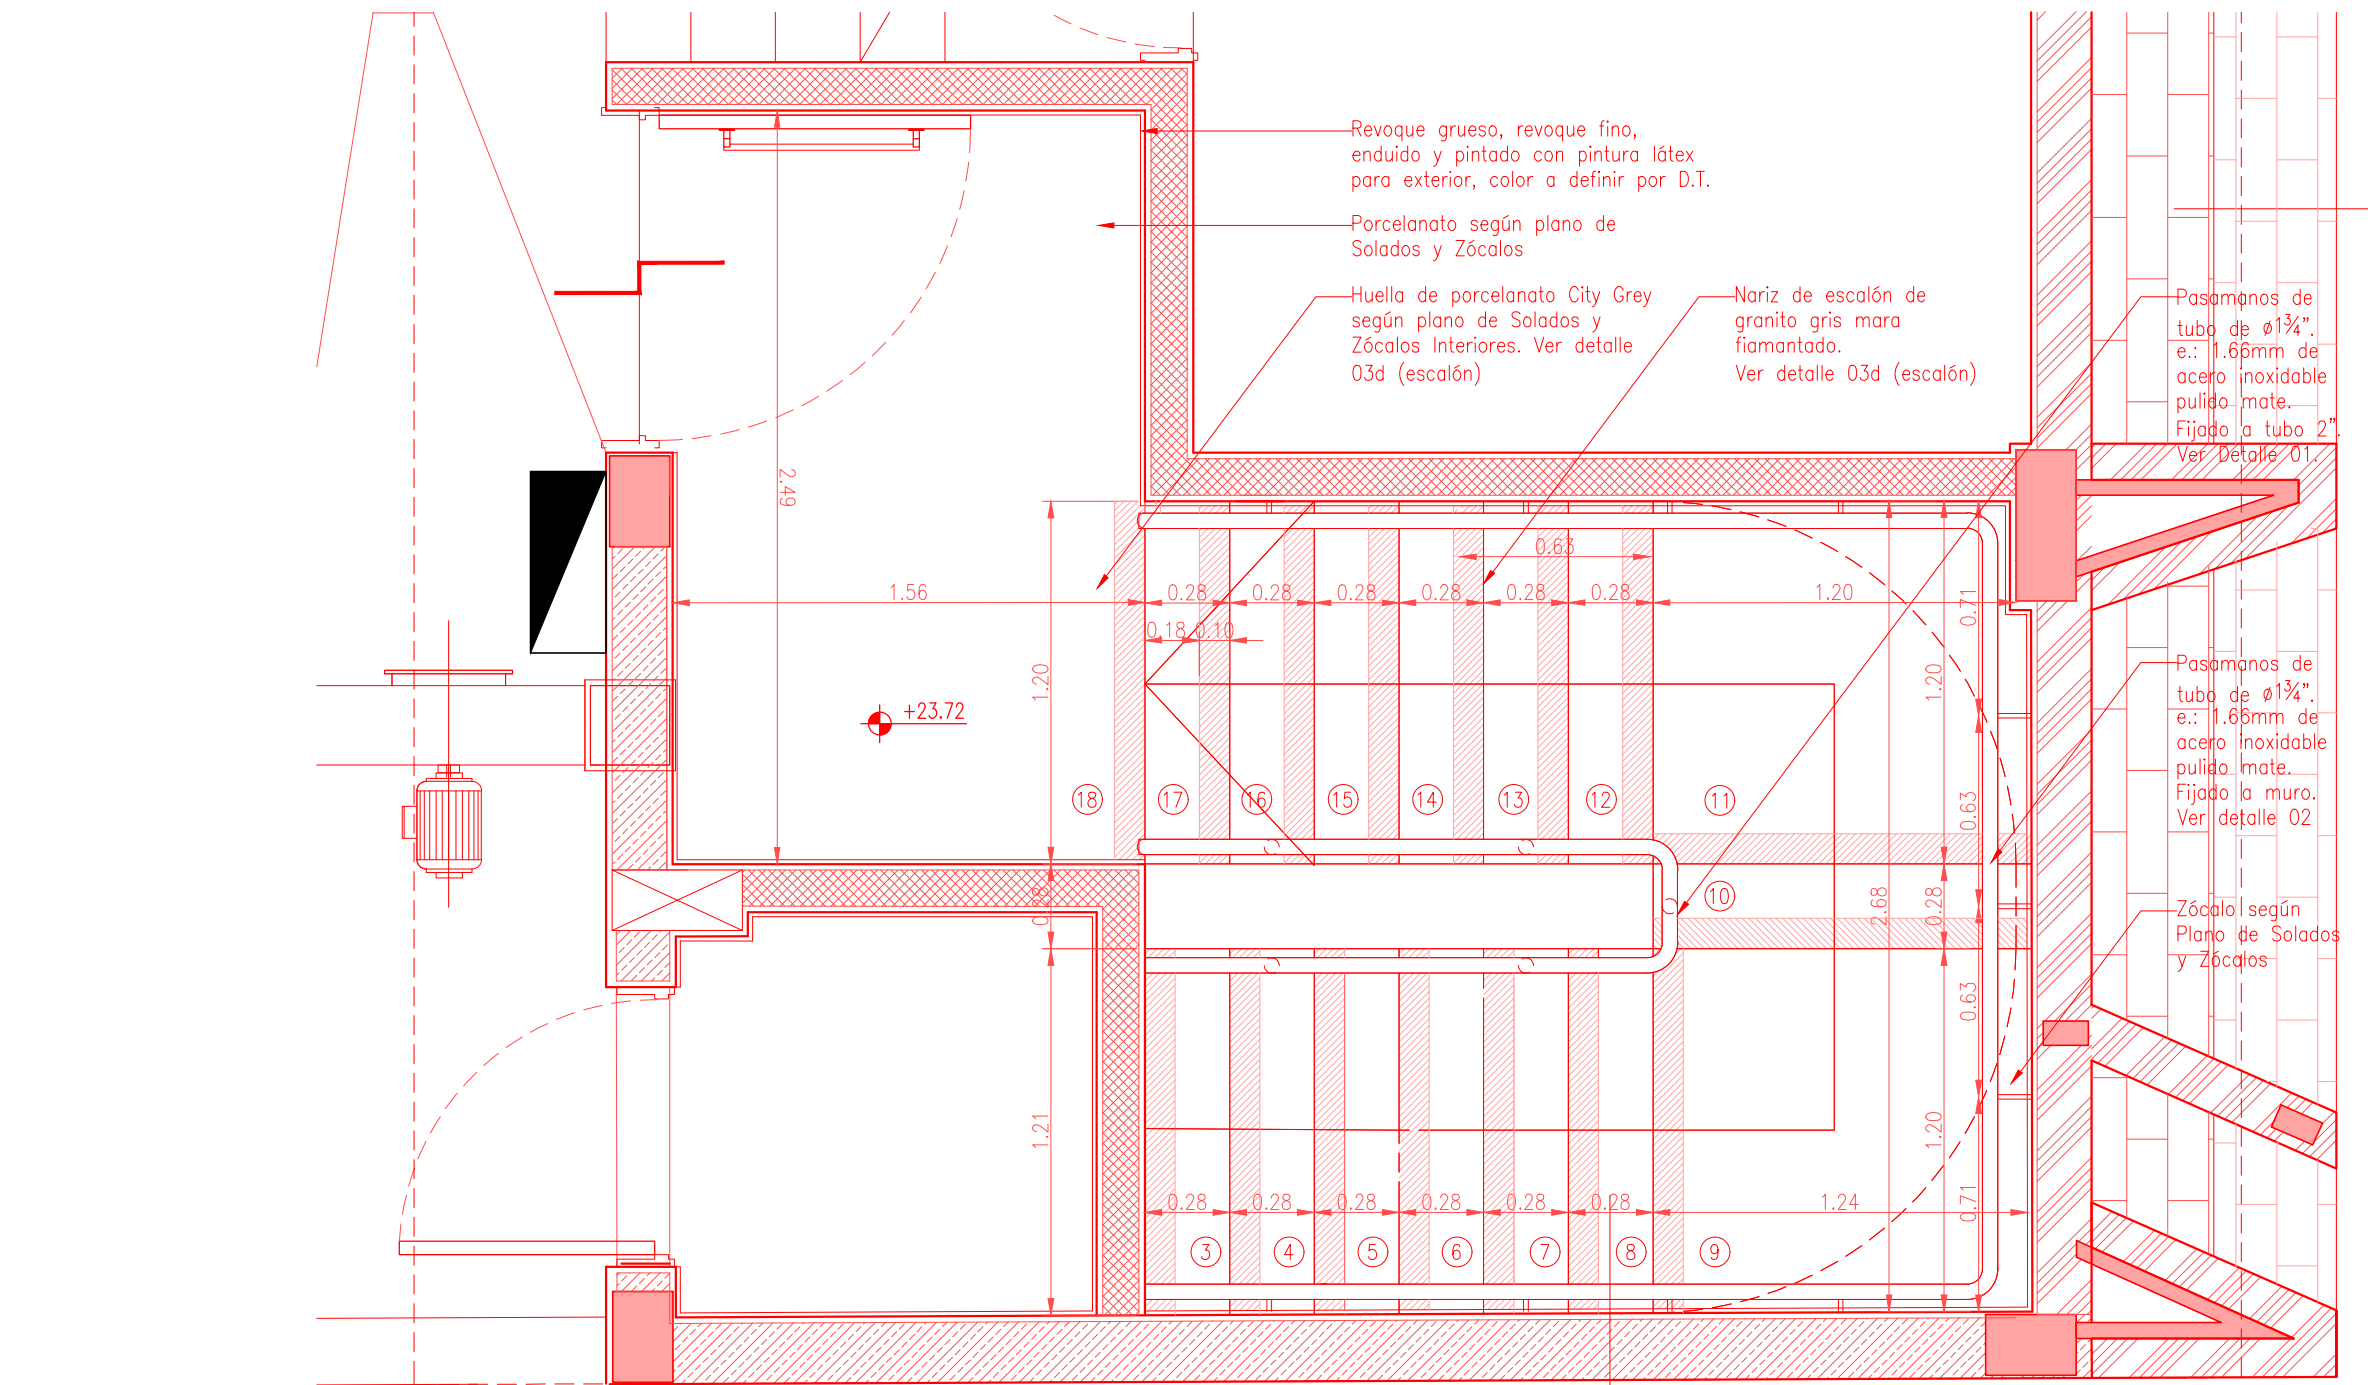 Revoque grueso, revoque fino,
enduido y pintado con pintura látex
para exterior, color a definir por D.T.
Porcelanato según plano de
Solados y Zócalos
Huella de porcelanato City Grey
según plano de Solados y
Zócalos Interiores. Ver detalle
03d (escalón)
Nariz de escalón de
granito gris mara
fiamantado.
Ver detalle 03d (escalón)
Pasamanos de
tubo de ø1¾".
e.: 1.66mm de
acero inoxidable
pulido mate.
Fijado a tubo 2".
Ver Detalle 01.
2.49
0.63
1.56
0.28
0.28
0.28
0.28
0.28
0.28
1.20
0.71
0.18
0.10
1.20
1.20
+23.72
Pasamanos de
tubo de ø1¾".
e.: 1.66mm de
acero inoxidable
pulido mate.
Fijado a muro.
Ver detalle 02
18
17
16
15
14
13
12
11
0.63
10
0.28
2.68
0.28
Zócalo según
Plano de Solados
y Zócalos
0.63
1.21
1.20
0.28
0.28
0.28
0.28
0.28
0.28
1.24
0.71
3
4
5
6
7
8
9